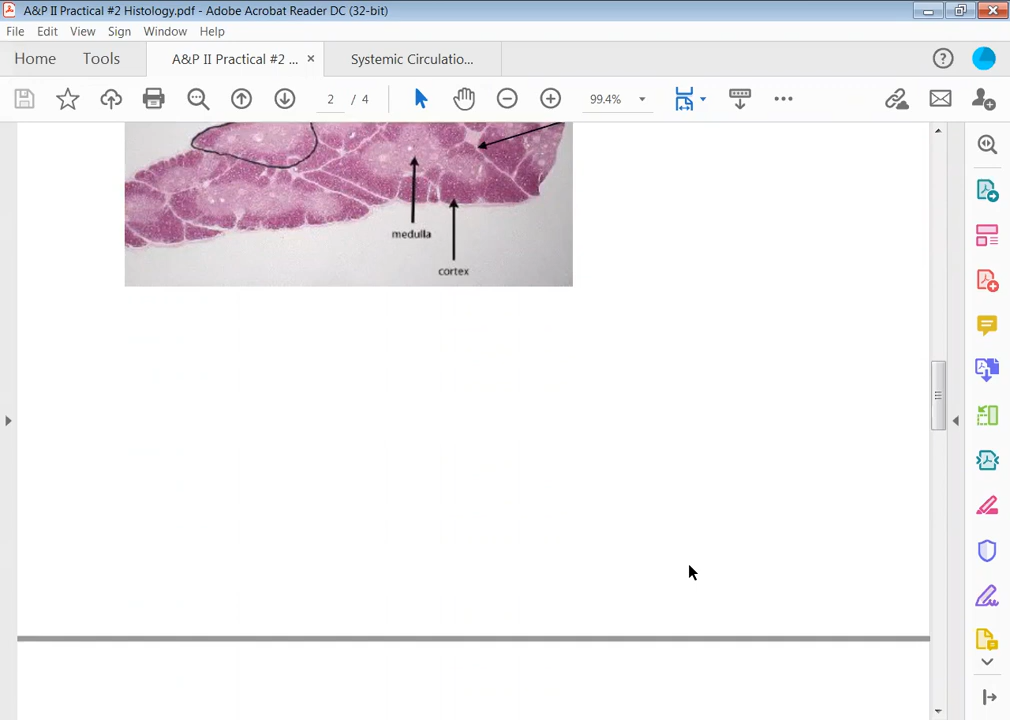 A&P II Practical #2 Histology.pdf - Adobe Acrobat Reader DC (32-bit)
File Edit View Sign Window Help
Home Tools A&P II Practical #2 ... × Systemic Circulatio...
2 / 4 99.4%
medulla
cortex